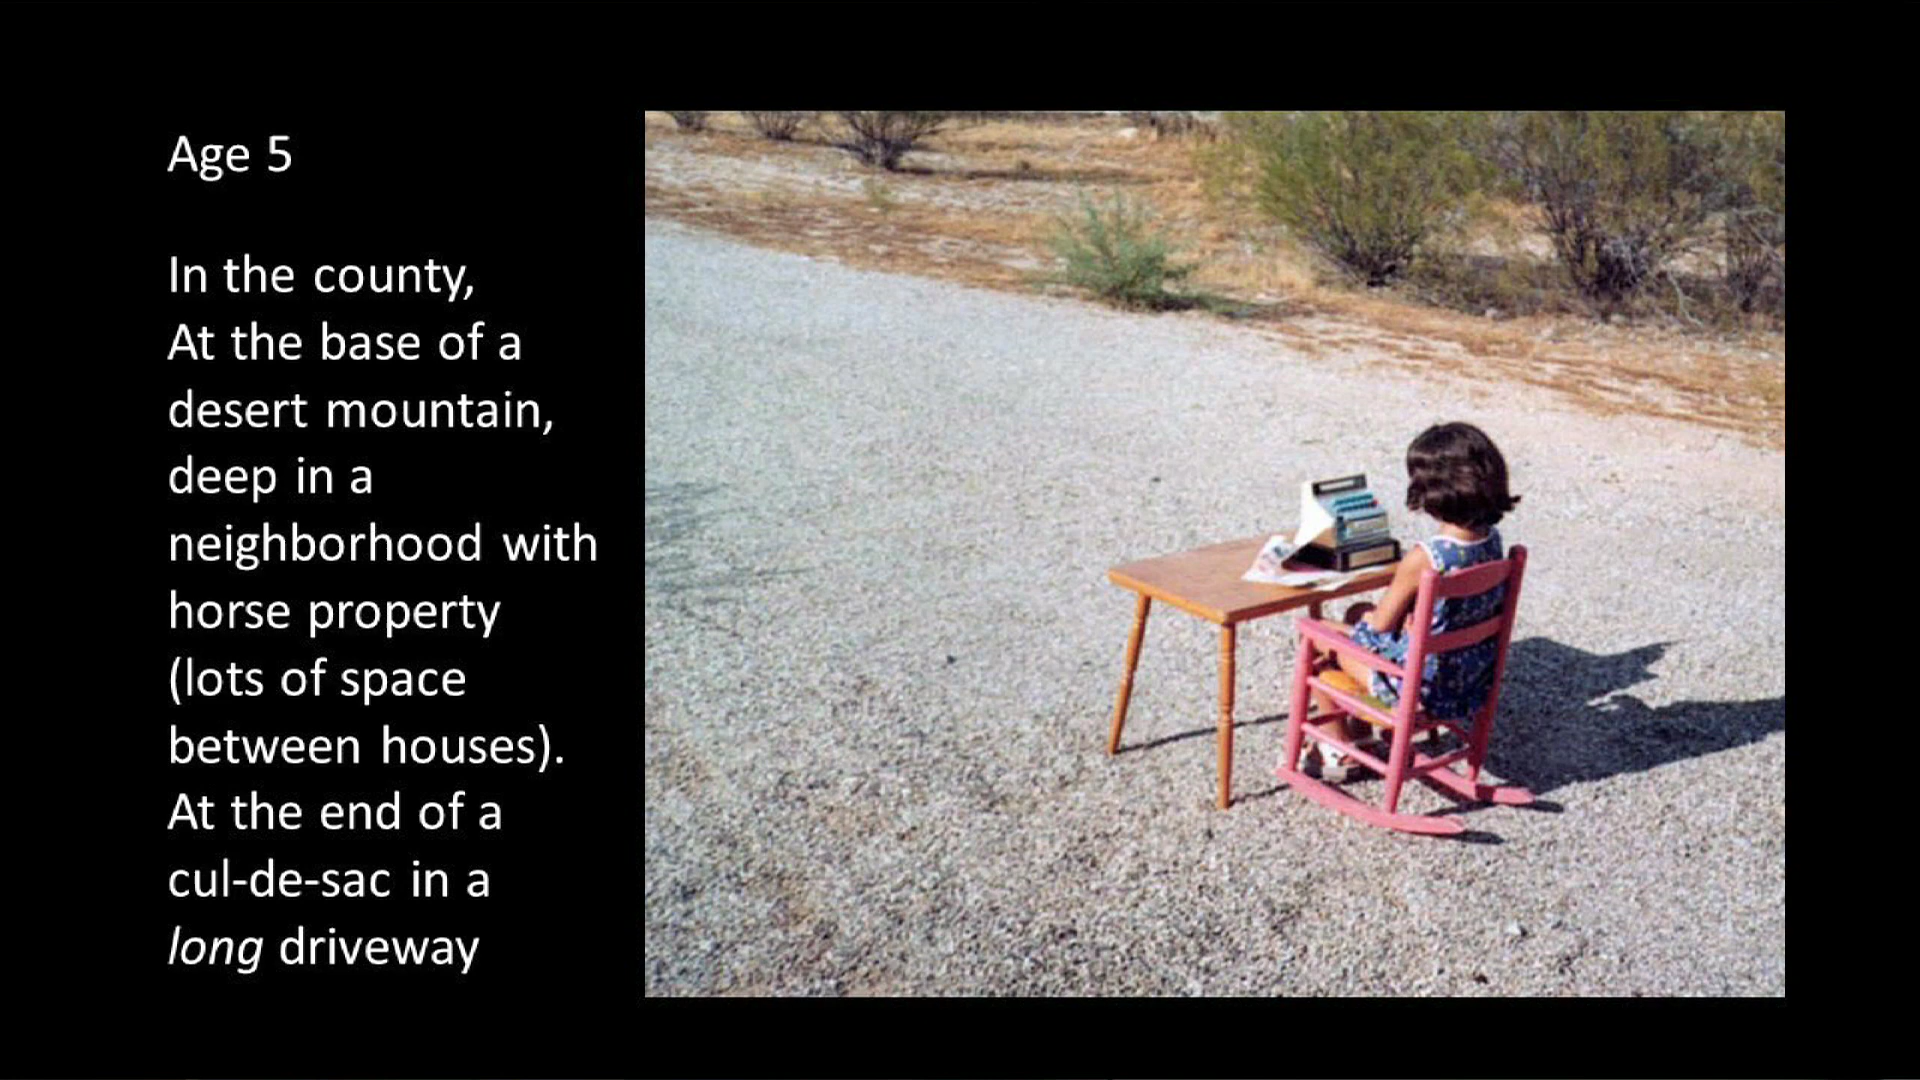 Age 5
In the county,
At the base of a
desert mountain,
deep in a
neighborhood with
horse property
(lots of space
between houses).
At the end of a
cul-de-sac in a
long driveway